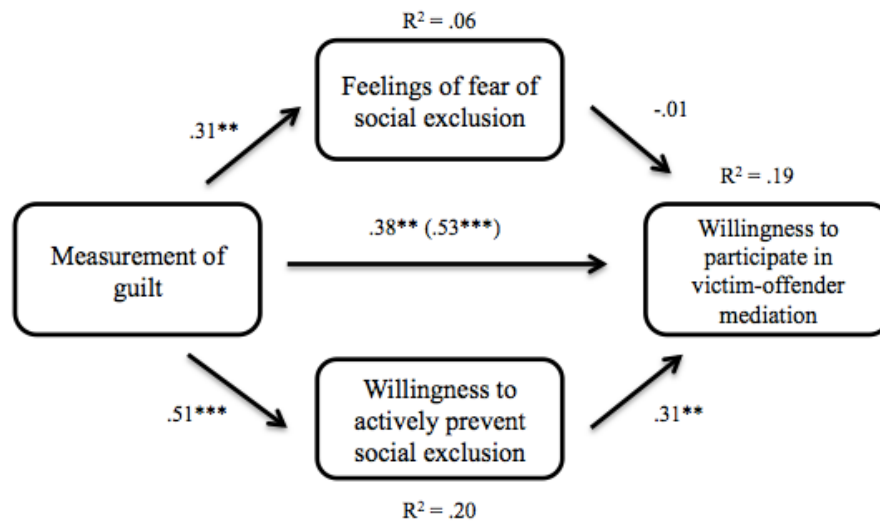 R² = .06
Feelings of fear of
social exclusion
.31**
-.01
R² = .19
Measurement of
guilt
.38** (.53***)
Willingness to
participate in
victim-offender
mediation
.51***
Willingness to
actively prevent
social exclusion
.31**
R² = .20